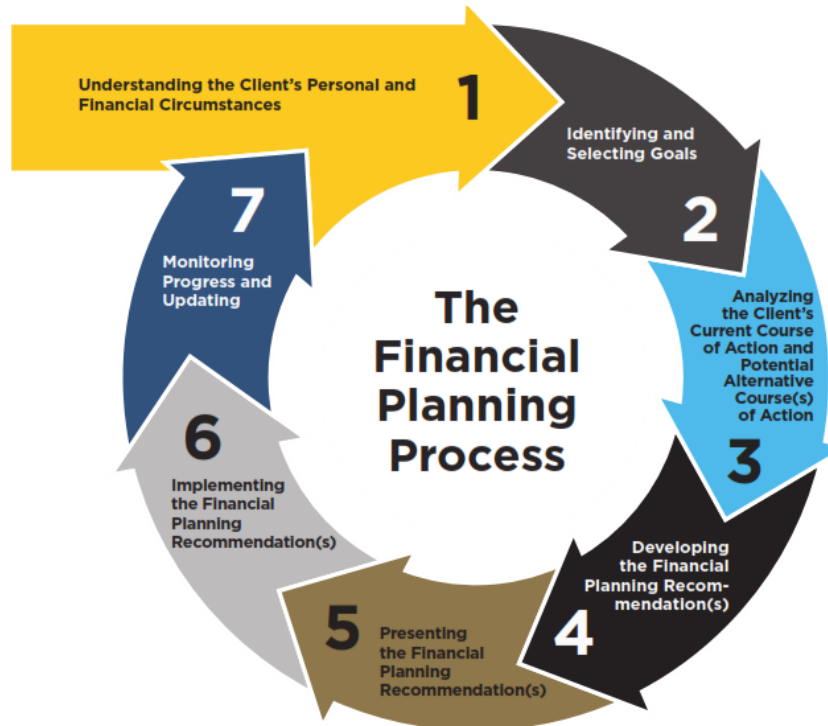 Understanding the Client's Personal and
Financial Circumstances
1
Identifying and
Selecting Goals
2
Analyzing
the Client's
Current Course
of Action and
Potential
Alternative
Course(s)
of Action
3
Developing
the Financial
Planning Recom-
mendation(s)
4
5
Presenting
the Financial
Planning
Recommendation(s)
6
Implementing
the Financial
Planning
Recommendation(s)
7
Monitoring
Progress and
Updating
The
Financial
Planning
Process